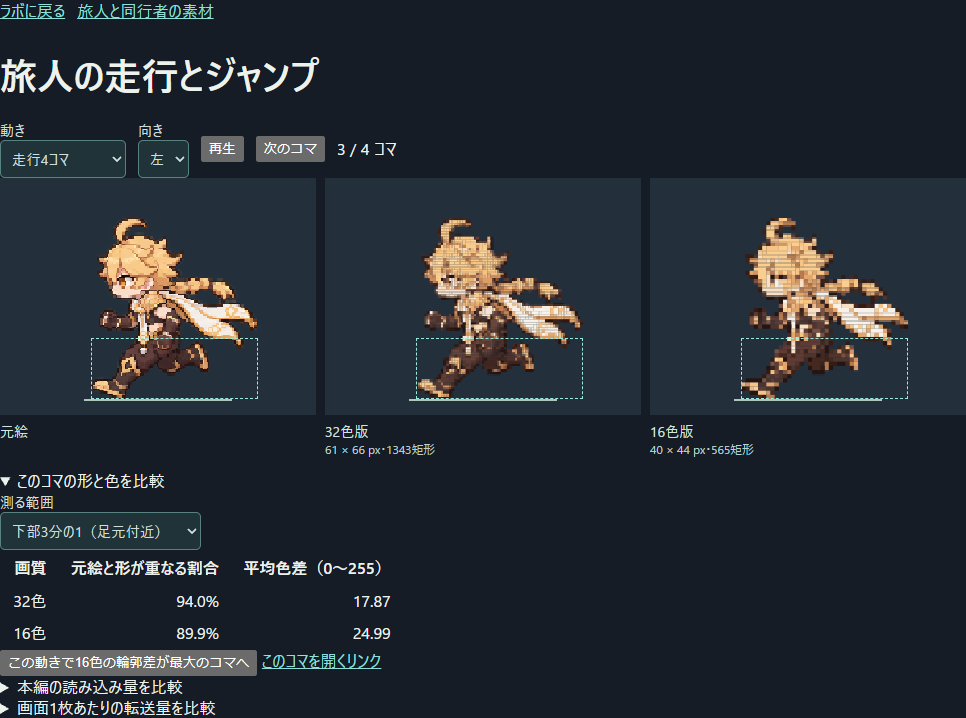 ラボに戻る 旅人と同行者の素材
旅人の走行とジャンプ
動き 向き
走行4コマ 左 再生 次のコマ 3 / 4 コマ
元絵 32色版 16色版
61 × 66 px・1343矩形 40 × 44 px・565矩形
▼ このコマの形と色を比較
測る範囲
下部3分の1（足元付近）
画質 元絵と形が重なる割合 平均色差（0〜255）
32色 94.0% 17.87
16色 89.9% 24.99
この動きで16色の輪郭差が最大のコマへ このコマを開くリンク
▶ 本編の読み込み量を比較
▶ 画面1枚あたりの転送量を比較